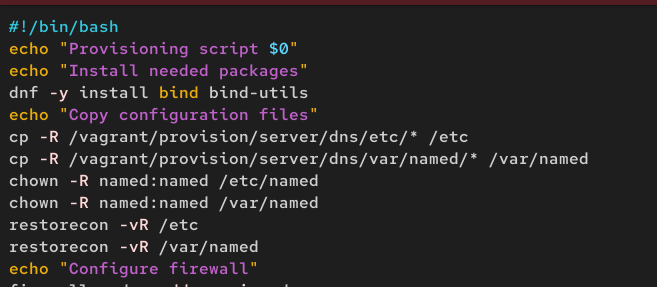 #!/bin/bash
echo "Provisioning script $0"
echo "Install needed packages"
dnf -y install bind bind-utils
echo "Copy configuration files"
cp -R /vagrant/provision/server/dns/etc/* /etc
cp -R /vagrant/provision/server/dns/var/named/* /var/named
chown -R named:named /etc/named
chown -R named:named /var/named
restorecon -vR /etc
restorecon -vR /var/named
echo "Configure firewall"